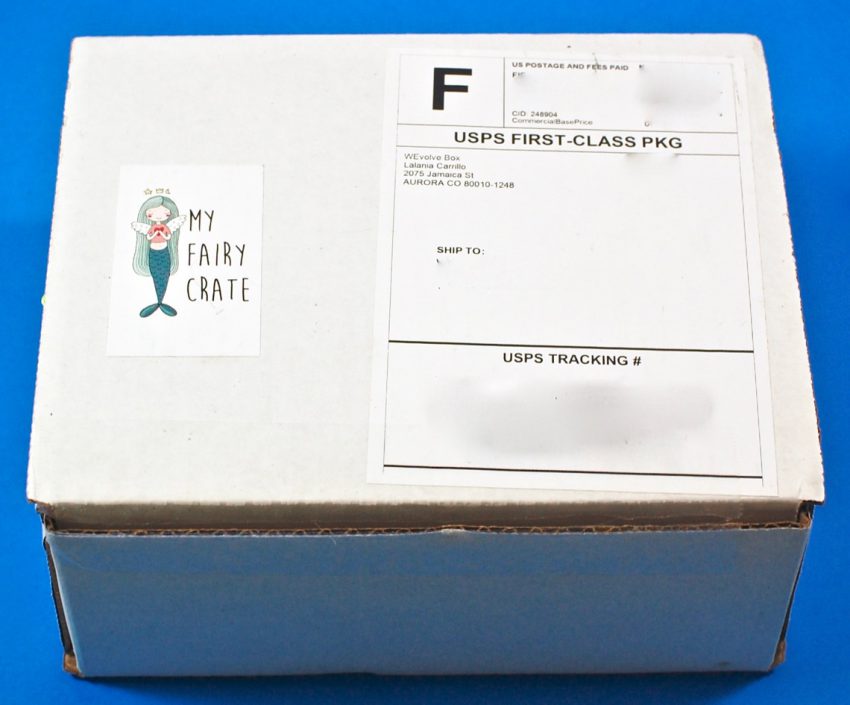 F
US POSTAGE AND FEES PAID
CID: 248904
CommercialBasePrice
USPS FIRST-CLASS PKG
WEvolve Box
Lalania Carrillo
2075 Jamaica St
AURORA CO 80010-1248
SHIP TO:
USPS TRACKING #
MY
FAIRY
CRATE